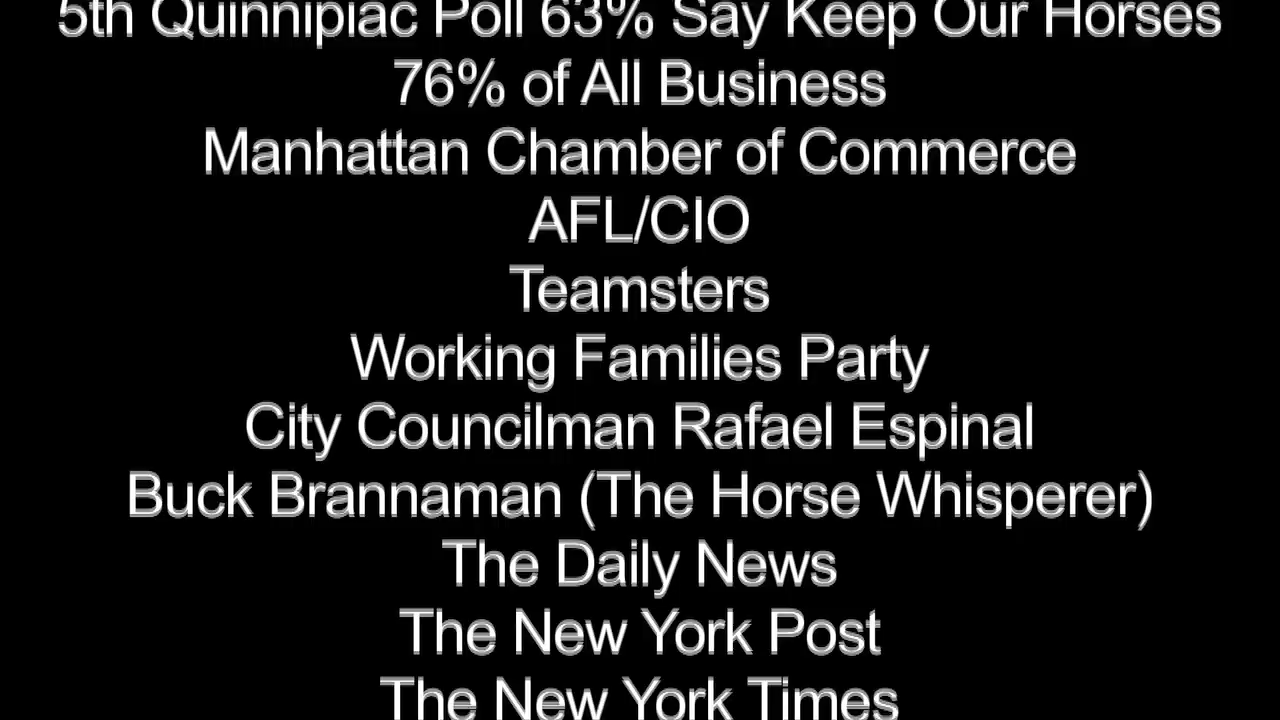 5th Quinnipiac Poll 63% Say Keep Our Horses
76% of All Business
Manhattan Chamber of Commerce
AFL/CIO
Teamsters
Working Families Party
City Councilman Rafael Espinal
Buck Brannaman (The Horse Whisperer)
The Daily News
The New York Post
The New York Times